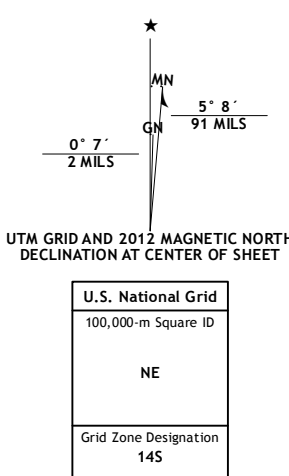 ★
MN
5° 8´
91 MILS
GN
0° 7´
2 MILS
UTM GRID AND 2012 MAGNETIC NORTH
DECLINATION AT CENTER OF SHEET
U.S. National Grid
100,000-m Square ID
NE
Grid Zone Designation
14S